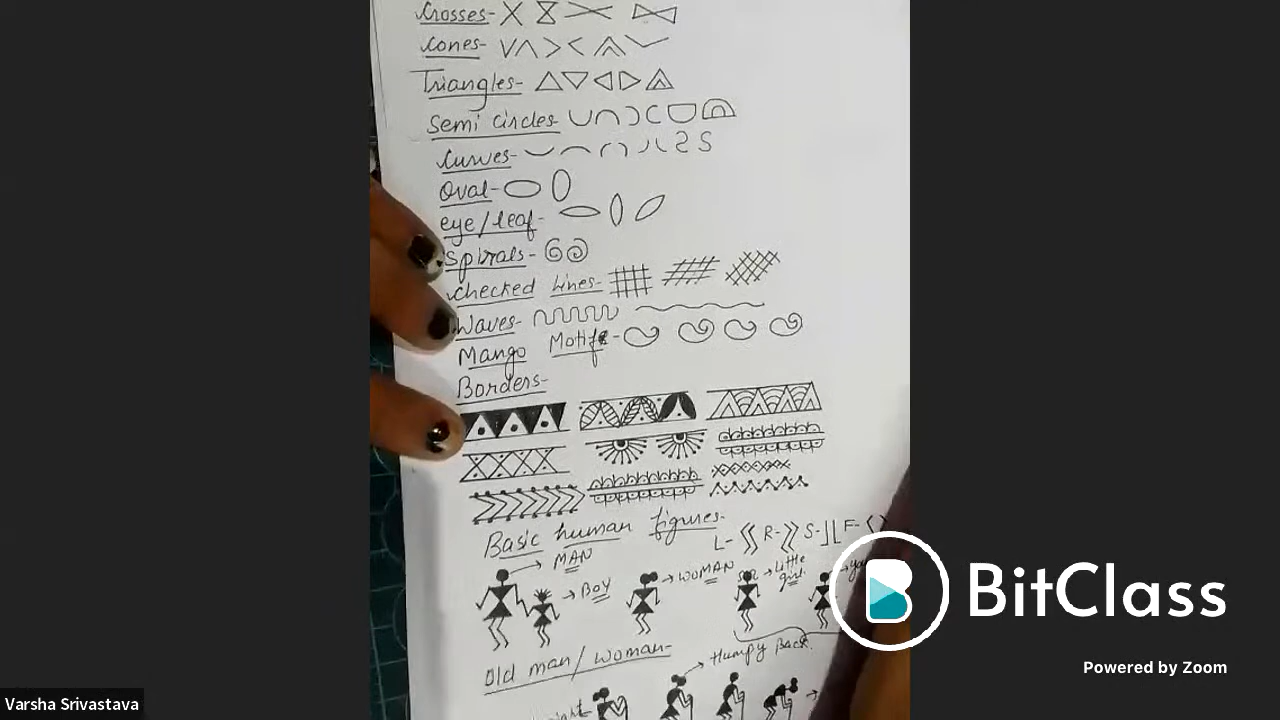 Crosses-
Cones-
Triangles-
Semi Circles-
Curves-
Oval-
eye/leaf-
Spirals-
Checked Lines-
Waves-
Mango Motifs-
Borders-
Basic human figures-
L- R- S- F-
MAN
BOY
WOMAN
Little girl
Old man/woman-
Humpy Back
BitClass
Powered by Zoom
Varsha Srivastava